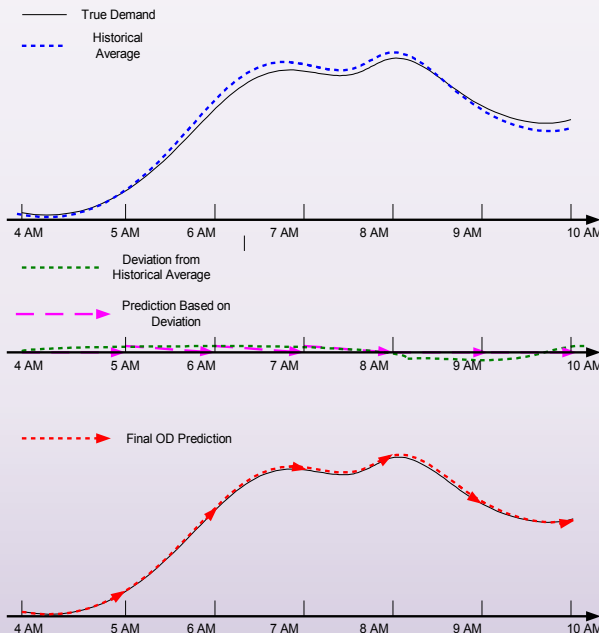 True Demand
Historical
Average
4 AM 5 AM 6 AM 7 AM 8 AM 9 AM 10 AM
Deviation from
Historical Average
Prediction Based on
Deviation
4 AM 5 AM 6 AM 7 AM 8 AM 9 AM 10 AM
Final OD Prediction
4 AM 5 AM 6 AM 7 AM 8 AM 9 AM 10 AM